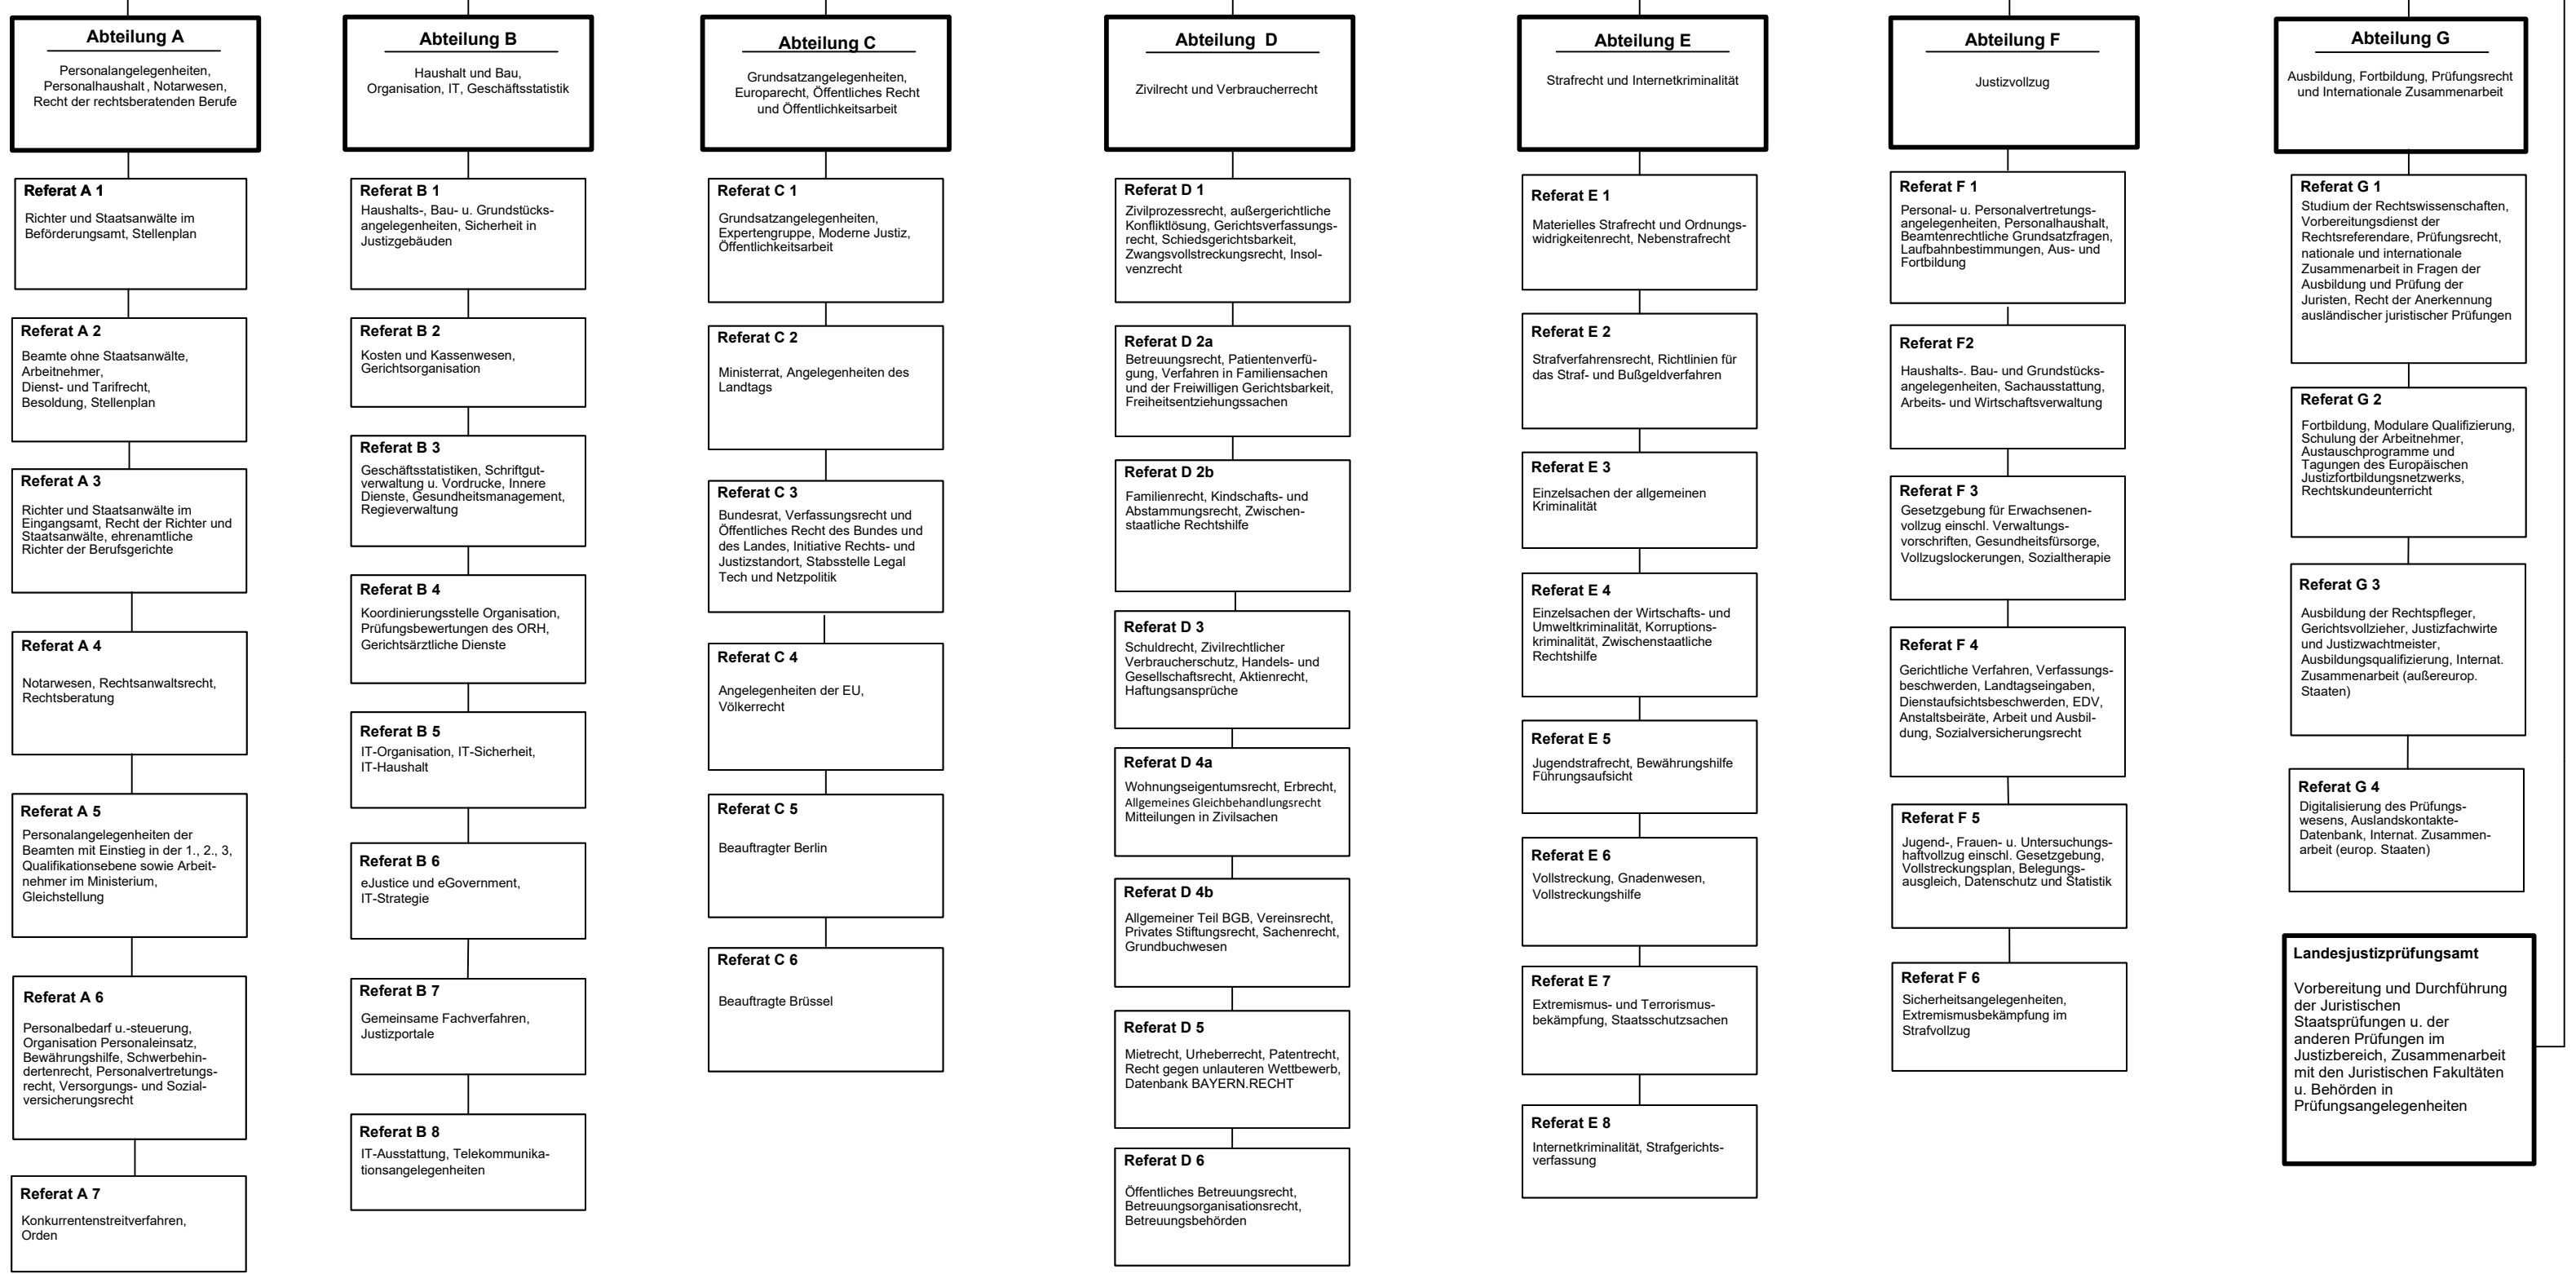 Abteilung A
Personalangelegenheiten,
Personalhaushalt, Notarwesen,
Recht der rechtsberatenden Berufe
Referat A 1
Richter und Staatsanwälte im
Beförderungsamt, Stellenplan
Referat A 2
Beamte ohne Staatsanwälte,
Arbeitnehmer,
Dienst- und Tarifrecht,
Besoldung, Stellenplan
Referat A 3
Richter und Staatsanwälte im
Eingangsamt, Recht der Richter und
Staatsanwälte, ehrenamtliche
Richter der Berufsgerichte
Referat A 4
Notarwesen, Rechtsanwaltsrecht,
Rechtsberatung
Referat A 5
Personalangelegenheiten der
Beamten mit Einstieg in der 1., 2., 3,
Qualifikationsebene sowie Arbeit-
nehmer im Ministerium,
Gleichstellung
Referat A 6
Personalbedarf u.-steuerung,
Organisation Personaleinsatz,
Bewährungshilfe, Schwerbehin-
dertenrecht, Personalvertretungs-
recht, Versorgungs- und Sozial-
versicherungsrecht
Referat A 7
Konkurrentenstreitverfahren,
Orden
Abteilung B
Haushalt und Bau,
Organisation, IT, Geschäftsstatistik
Referat B 1
Haushalts-, Bau- u. Grundstücks-
angelegenheiten, Sicherheit in
Justizgebäuden
Referat B 2
Kosten und Kassenwesen,
Gerichtsorganisation
Referat B 3
Geschäftsstatistiken, Schriftgut-
verwaltung u. Vordrucke, Innere
Dienste, Gesundheitsmanagement,
Regieverwaltung
Referat B 4
Koordinierungsstelle Organisation,
Prüfungsbewertungen des ORH,
Gerichtsärztliche Dienste
Referat B 5
IT-Organisation, IT-Sicherheit,
IT-Haushalt
Referat B 6
eJustice und eGovernment,
IT-Strategie
Referat B 7
Gemeinsame Fachverfahren,
Justizportale
Referat B 8
IT-Ausstattung, Telekommunika-
tionsangelegenheiten
Abteilung C
Grundsatzangelegenheiten,
Europarecht, Öffentliches Recht
und Öffentlichkeitsarbeit
Referat C 1
Grundsatzangelegenheiten,
Expertengruppe, Moderne Justiz,
Öffentlichkeitsarbeit
Referat C 2
Ministerrat, Angelegenheiten des
Landtags
Referat C 3
Bundesrat, Verfassungsrecht und
Öffentliches Recht des Bundes und
des Landes, Initiative Rechts- und
Justizstandort, Stabsstelle Legal
Tech und Netzpolitik
Referat C 4
Angelegenheiten der EU,
Völkerrecht
Referat C 5
Beauftragter Berlin
Referat C 6
Beauftragte Brüssel
Abteilung D
Zivilrecht und Verbraucherrecht
Referat D 1
Zivilprozessrecht, außergerichtliche
Konfliktlösung, Gerichtsverfassungs-
recht, Schiedsgerichtsbarkeit,
Zwangsvollstreckungsrecht, Insol-
venzrecht
Referat D 2a
Betreuungsrecht, Patientenverfü-
gung, Verfahren in Familiensachen
und der Freiwilligen Gerichtsbarkeit,
Freiheitsentziehungssachen
Referat D 2b
Familienrecht, Kindschafts- und
Abstammungsrecht, Zwischen-
staatliche Rechtshilfe
Referat D 3
Schuldrecht, Zivilrechtlicher
Verbraucherschutz, Handels- und
Gesellschaftsrecht, Aktienrecht,
Haftungsansprüche
Referat D 4a
Wohnungseigentumsrecht, Erbrecht,
Allgemeines Gleichbehandlungsrecht
Mitteilungen in Zivilsachen
Referat D 4b
Allgemeiner Teil BGB, Vereinsrecht,
Privates Stiftungsrecht, Sachenrecht,
Grundbuchwesen
Referat D 5
Mietrecht, Urheberrecht, Patentrecht,
Recht gegen unlauteren Wettbewerb,
Datenbank BAYERN.RECHT
Referat D 6
Öffentliches Betreuungsrecht,
Betreuungsorganisationsrecht,
Betreuungsbehörden
Abteilung E
Strafrecht und Internetkriminalität
Referat E 1
Materielles Strafrecht und Ordnungs-
widrigkeitenrecht, Nebenstrafrecht
Referat E 2
Strafverfahrensrecht, Richtlinien für
das Straf- und Bußgeldverfahren
Referat E 3
Einzelsachen der allgemeinen
Kriminalität
Referat E 4
Einzelsachen der Wirtschafts- und
Umweltkriminalität, Korruptions-
kriminalität, Zwischenstaatliche
Rechtshilfe
Referat E 5
Jugendstrafrecht, Bewährungshilfe
Führungsaufsicht
Referat E 6
Vollstreckung, Gnadenwesen,
Vollstreckungshilfe
Referat E 7
Extremismus- und Terrorismus-
bekämpfung, Staatsschutzsachen
Referat E 8
Internetkriminalität, Strafgerichts-
verfassung
Abteilung F
Justizvollzug
Referat F 1
Personal- u. Personalvertretungs-
angelegenheiten, Personalhaushalt,
Beamtenrechtliche Grundsatzfragen,
Laufbahnbestimmungen, Aus- und
Fortbildung
Referat F2
Haushalts-. Bau- und Grundstücks-
angelegenheiten, Sachausstattung,
Arbeits- und Wirtschaftsverwaltung
Referat F 3
Gesetzgebung für Erwachsenen-
vollzug einschl. Verwaltungs-
vorschriften, Gesundheitsfürsorge,
Vollzugslockerungen, Sozialtherapie
Referat F 4
Gerichtliche Verfahren, Verfassungs-
beschwerden, Landtagseingaben,
Dienstaufsichtsbeschwerden, EDV,
Anstaltsbeiräte, Arbeit und Ausbil-
dung, Sozialversicherungsrecht
Referat F 5
Jugend-, Frauen- u. Untersuchungs-
haftvollzug einschl. Gesetzgebung,
Vollstreckungsplan, Belegungs-
ausgleich, Datenschutz und Statistik
Referat F 6
Sicherheitsangelegenheiten,
Extremismusbekämpfung im
Strafvollzug
Abteilung G
Ausbildung, Fortbildung, Prüfungsrecht
und Internationale Zusammenarbeit
Referat G 1
Studium der Rechtswissenschaften,
Vorbereitungsdienst der
Rechtsreferendare, Prüfungsrecht,
nationale und internationale
Zusammenarbeit in Fragen der
Ausbildung und Prüfung der
Juristen, Recht der Anerkennung
ausländischer juristischer Prüfungen
Referat G 2
Fortbildung, Modulare Qualifizierung,
Schulung der Arbeitnehmer,
Austauschprogramme und
Tagungen des Europäischen
Justizfortbildungsnetzwerks,
Rechtskundeunterricht
Referat G 3
Ausbildung der Rechtspfleger,
Gerichtsvollzieher, Justizfachwirte
und Justizwachtmeister,
Ausbildungsqualifizierung, Internat.
Zusammenarbeit (außereurop.
Staaten)
Referat G 4
Digitalisierung des Prüfungs-
wesens, Auslandskontakte-
Datenbank, Internat. Zusammen-
arbeit (europ. Staaten)
Landesjustizprüfungsamt
Vorbereitung und Durchführung
der Juristischen
Staatsprüfungen u. der
anderen Prüfungen im
Justizbereich, Zusammenarbeit
mit den Juristischen Fakultäten
u. Behörden in
Prüfungsangelegenheiten